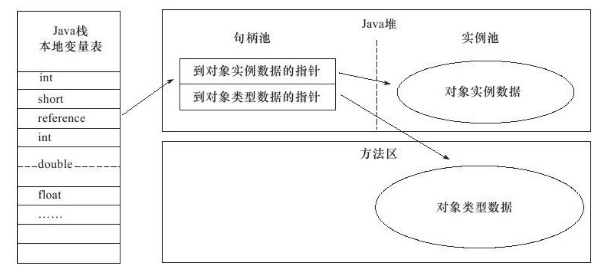 Java栈
本地变量表
int
short
reference
int
double
float
……
Java堆
句柄池
实例池
到对象实例数据的指针
到对象类型数据的指针
对象实例数据
方法区
对象类型数据